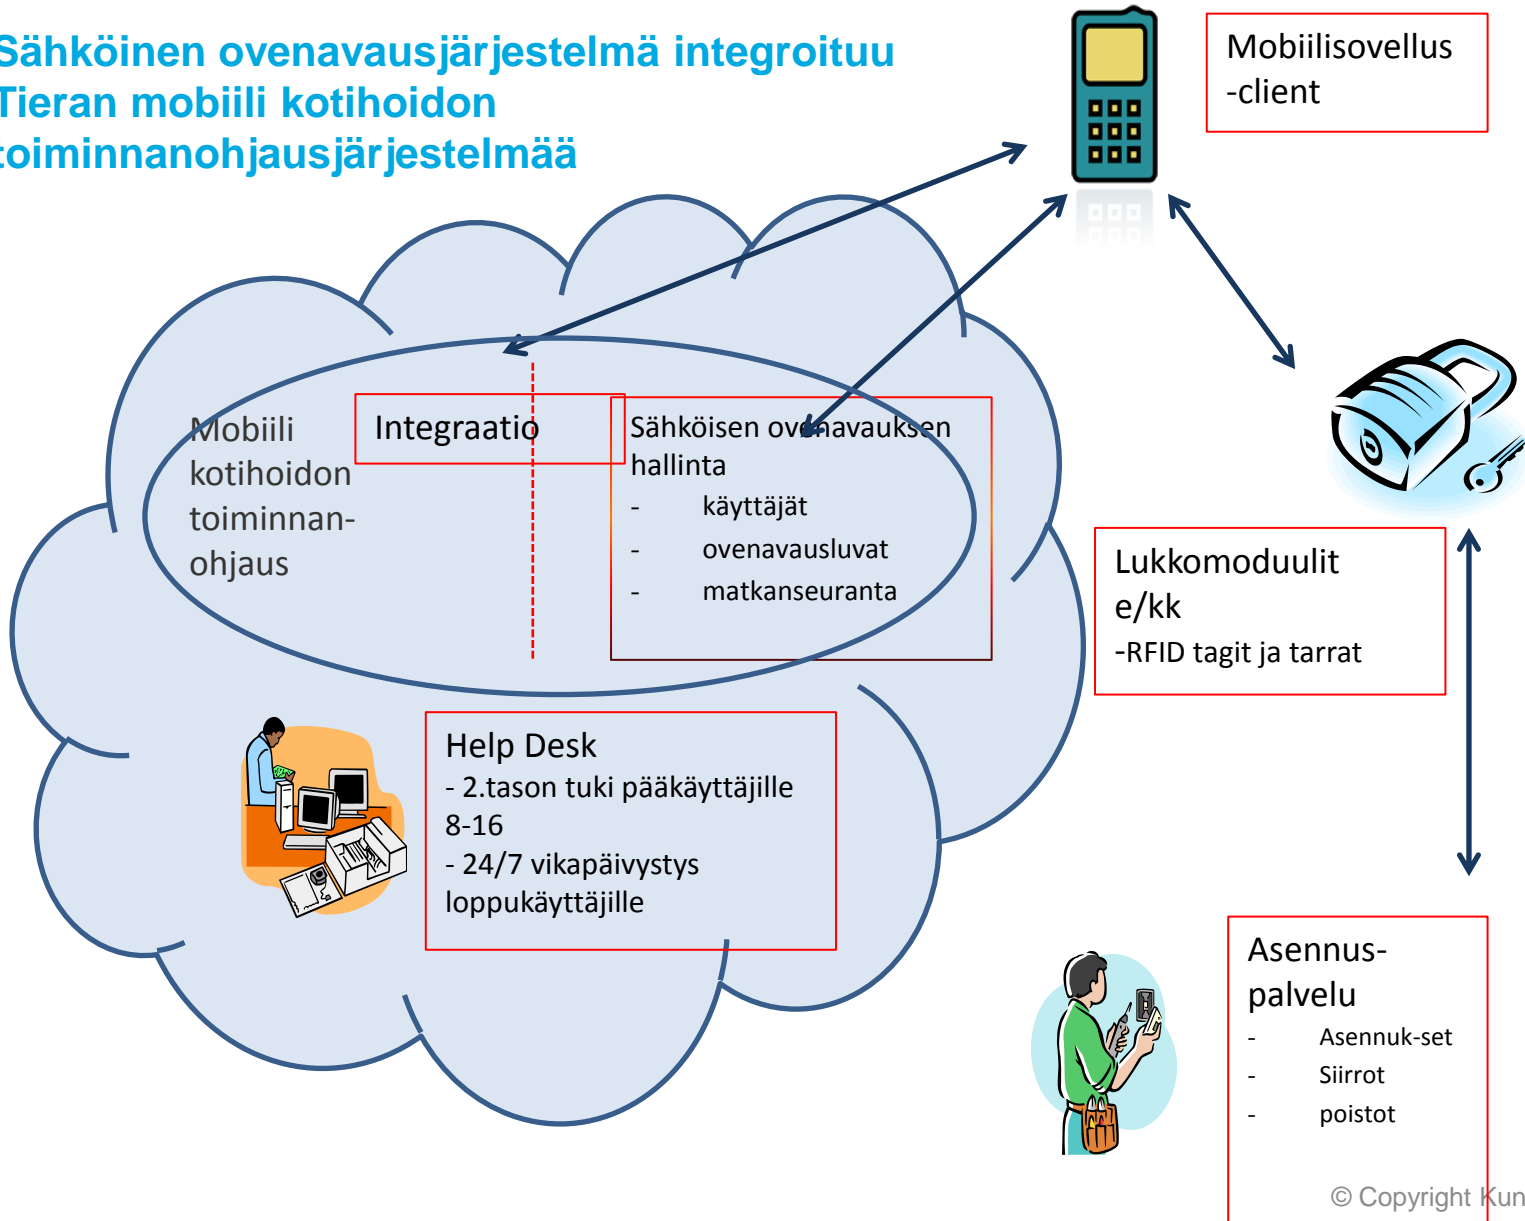 Sähköinen ovenavausjärjestelmä integroituu
Tieran mobiili kotihoidon
toiminnanohjausjärjestelmää
Mobiilisovellus
-client
Mobiili
kotihoidon
toiminnan-
ohjaus
Integraatio
Sähköisen ovenavauksen
hallinta
- käyttäjät
- ovenavausluvat
- matkanseuranta
Lukkomoduulit
e/kk
-RFID tagit ja tarrat
Help Desk
- 2.tason tuki pääkäyttäjille
8-16
- 24/7 vikapäivystys
loppukäyttäjille
Asennus-
palvelu
- Asennuk-set
- Siirrot
- poistot
© Copyright Kun